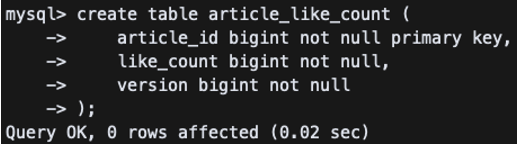 mysql> create table article_like_count (
    ->     article_id bigint not null primary key,
    ->     like_count bigint not null,
    ->     version bigint not null
    -> );
Query OK, 0 rows affected (0.02 sec)